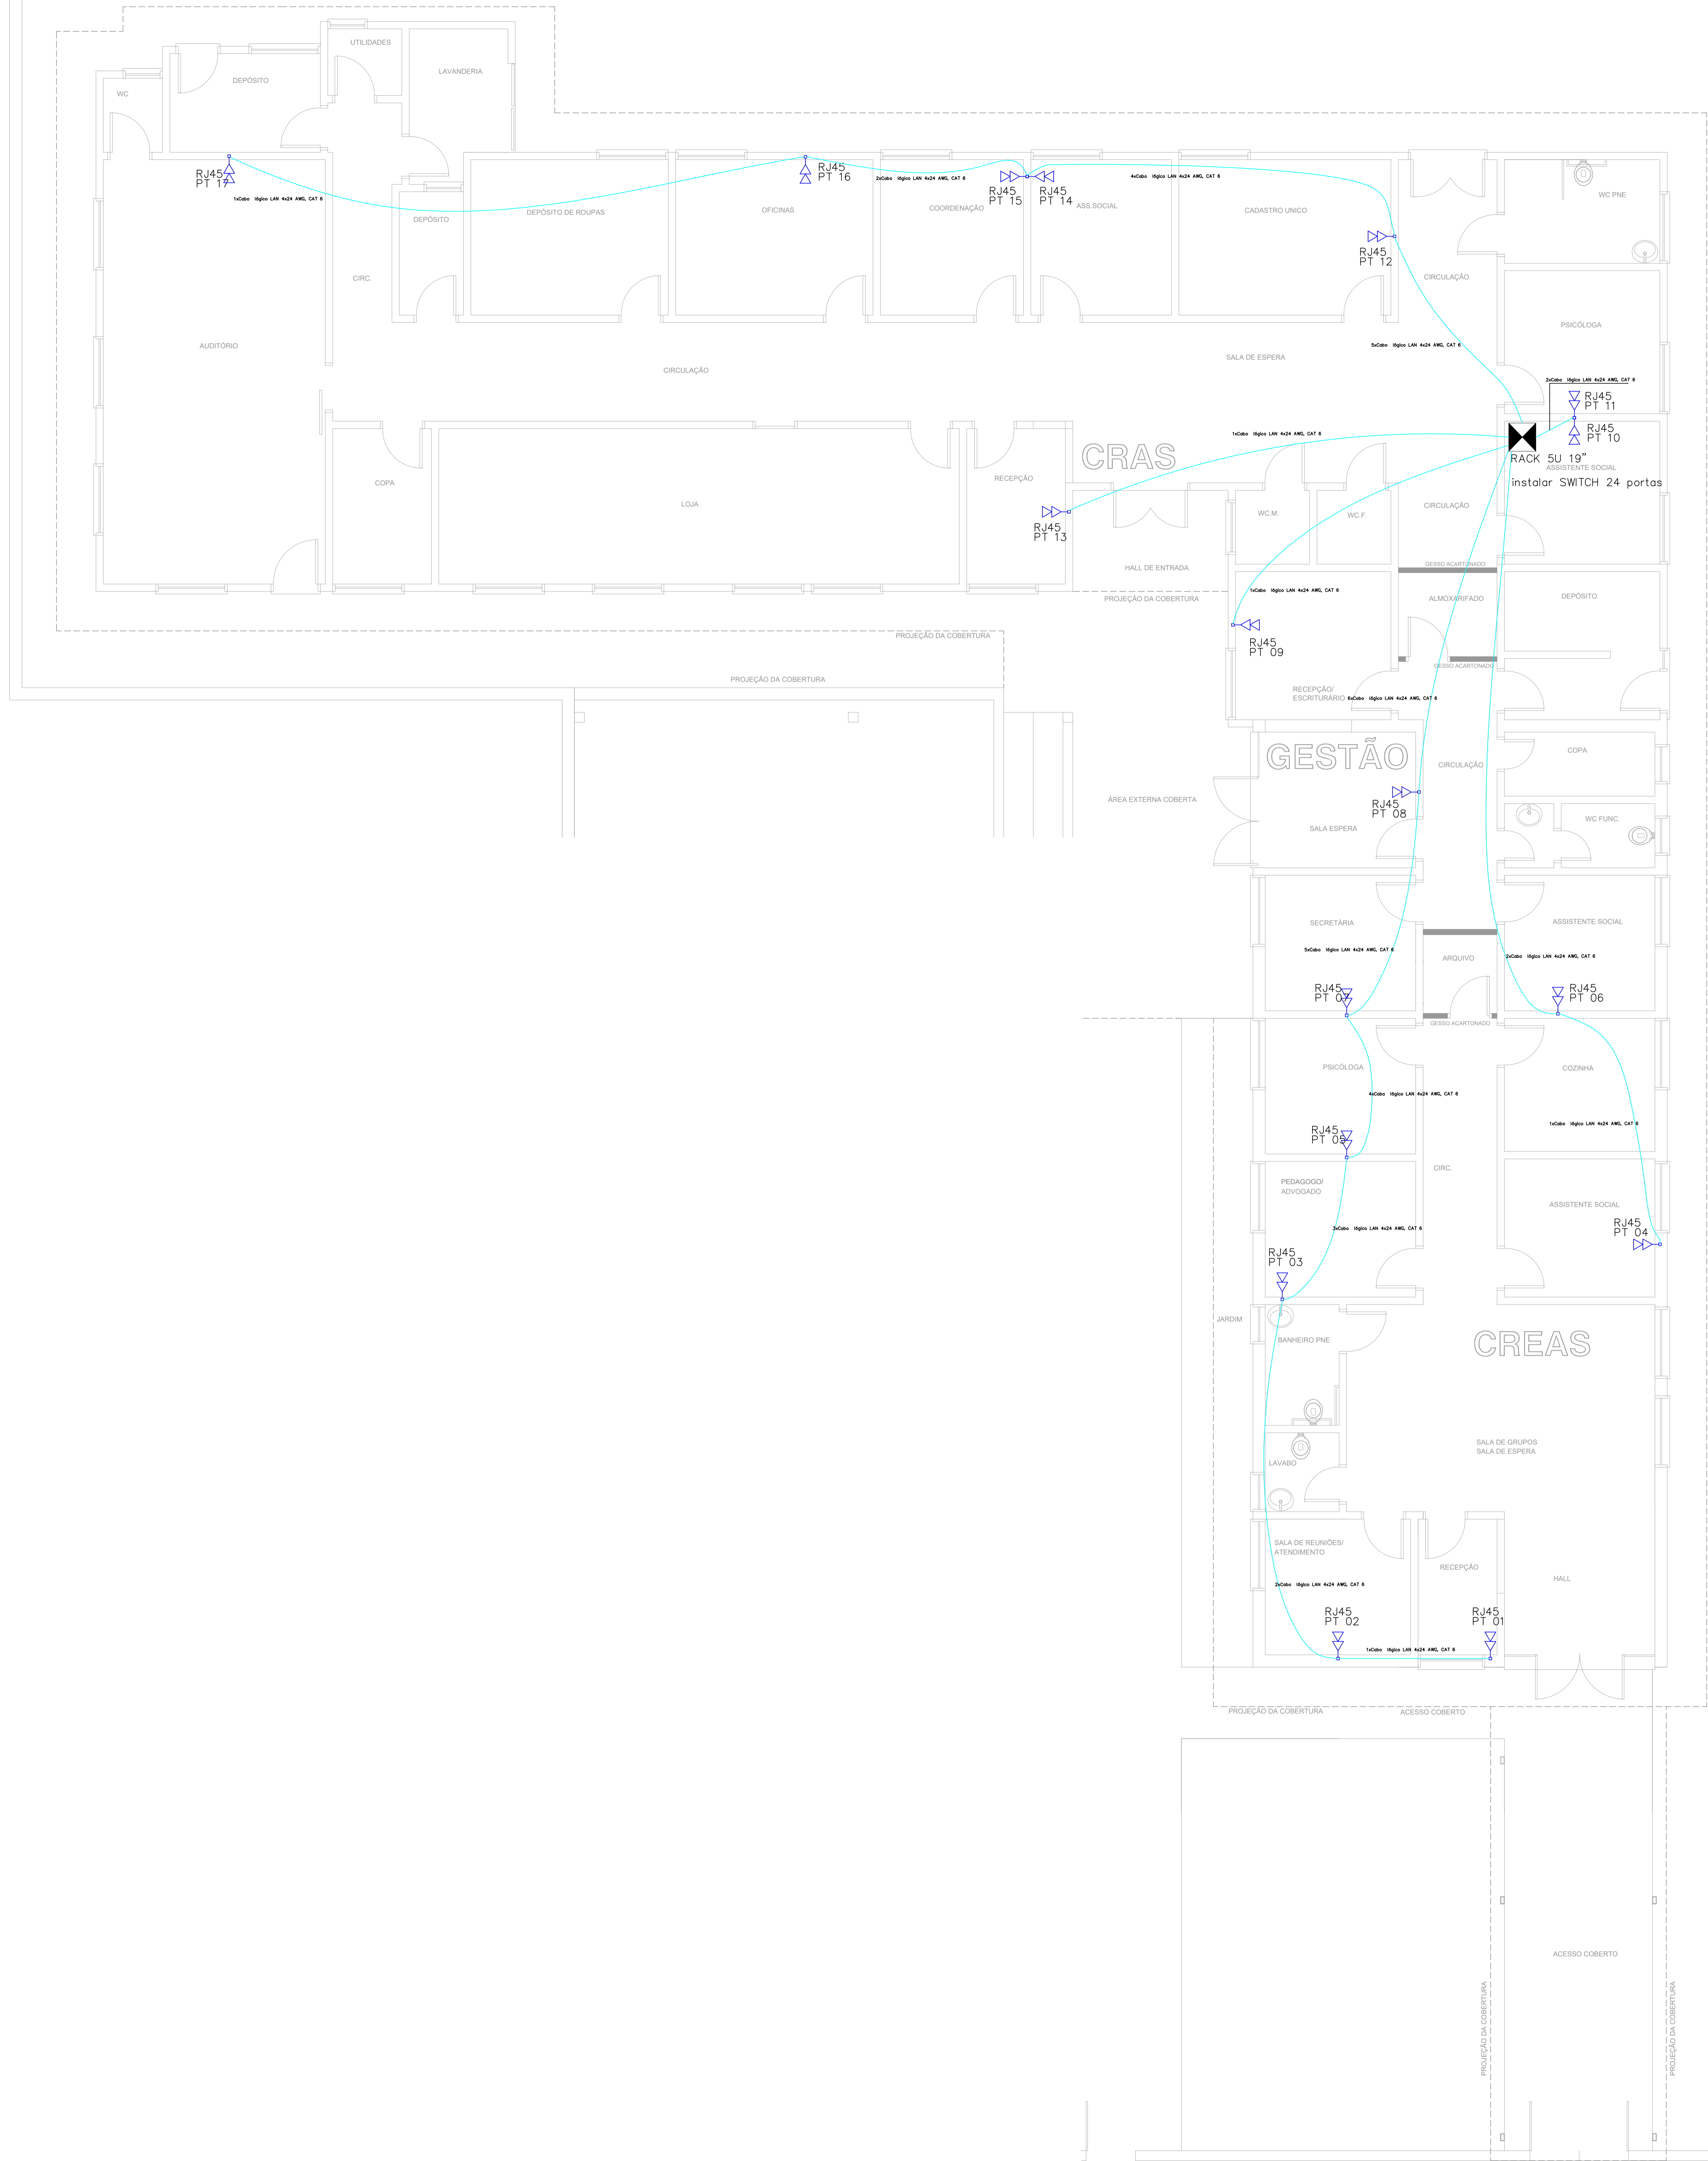 UTILIDADES
LAVANDERIA
DEPÓSITO
WC
RJ45
PT 17
1xCabo lógico LAN 4x24 AWG, CAT 6
RJ45
PT 16
2xCabo lógico LAN 4x24 AWG, CAT 6
RJ45
PT 15
RJ45
PT 14
4xCabo lógico LAN 4x24 AWG, CAT 6
WC PNE
DEPÓSITO
DEPÓSITO DE ROUPAS
OFICINAS
COORDENAÇÃO
ASS.SOCIAL
CADASTRO UNICO
RJ45
PT 12
CIRC.
CIRCULAÇÃO
PSICÓLOGA
AUDITÓRIO
5xCabo lógico LAN 4x24 AWG, CAT 6
SALA DE ESPERA
CIRCULAÇÃO
2xCabo lógico LAN 4x24 AWG, CAT 6
RJ45
PT 11
RJ45
PT 10
1xCabo lógico LAN 4x24 AWG, CAT 6
CRAS
RACK 5U 19"
ASSISTENTE SOCIAL
instalar SWITCH 24 portas
COPA
RECEPÇÃO
LOJA
CIRCULAÇÃO
WC.M.
WC.F.
RJ45
PT 13
HALL DE ENTRADA
GESSO ACARTONADO
1xCabo lógico LAN 4x24 AWG, CAT 6
PROJEÇÃO DA COBERTURA
ALMOXARIFADO
DEPÓSITO
PROJEÇÃO DA COBERTURA
RJ45
PT 09
GESSO ACARTONADO
PROJEÇÃO DA COBERTURA
RECEPÇÃO/
ESCRITURÁRIO
6xCabo lógico LAN 4x24 AWG, CAT 6
GESTÃO
COPA
CIRCULAÇÃO
ÁREA EXTERNA COBERTA
RJ45
PT 08
SALA ESPERA
WC FUNC.
SECRETÁRIA
ASSISTENTE SOCIAL
5xCabo lógico LAN 4x24 AWG, CAT 6
ARQUIVO
2xCabo lógico LAN 4x24 AWG, CAT 6
RJ45
PT 07
RJ45
PT 06
GESSO ACARTONADO
PSICÓLOGA
COZINHA
4xCabo lógico LAN 4x24 AWG, CAT 6
1xCabo lógico LAN 4x24 AWG, CAT 6
RJ45
PT 05
CIRC.
PEDAGOGO/
ADVOGADO
ASSISTENTE SOCIAL
3xCabo lógico LAN 4x24 AWG, CAT 6
RJ45
PT 04
RJ45
PT 03
JARDIM
BANHEIRO PNE
CREAS
SALA DE GRUPOS
SALA DE ESPERA
LAVABO
SALA DE REUNIÕES/
ATENDIMENTO
RECEPÇÃO
HALL
2xCabo lógico LAN 4x24 AWG, CAT 6
RJ45
PT 02
RJ45
PT 01
1xCabo lógico LAN 4x24 AWG, CAT 6
PROJEÇÃO DA COBERTURA
ACESSO COBERTO
ACESSO COBERTO
PROJEÇÃO DA COBERTURA
PROJEÇÃO DA COBERTURA